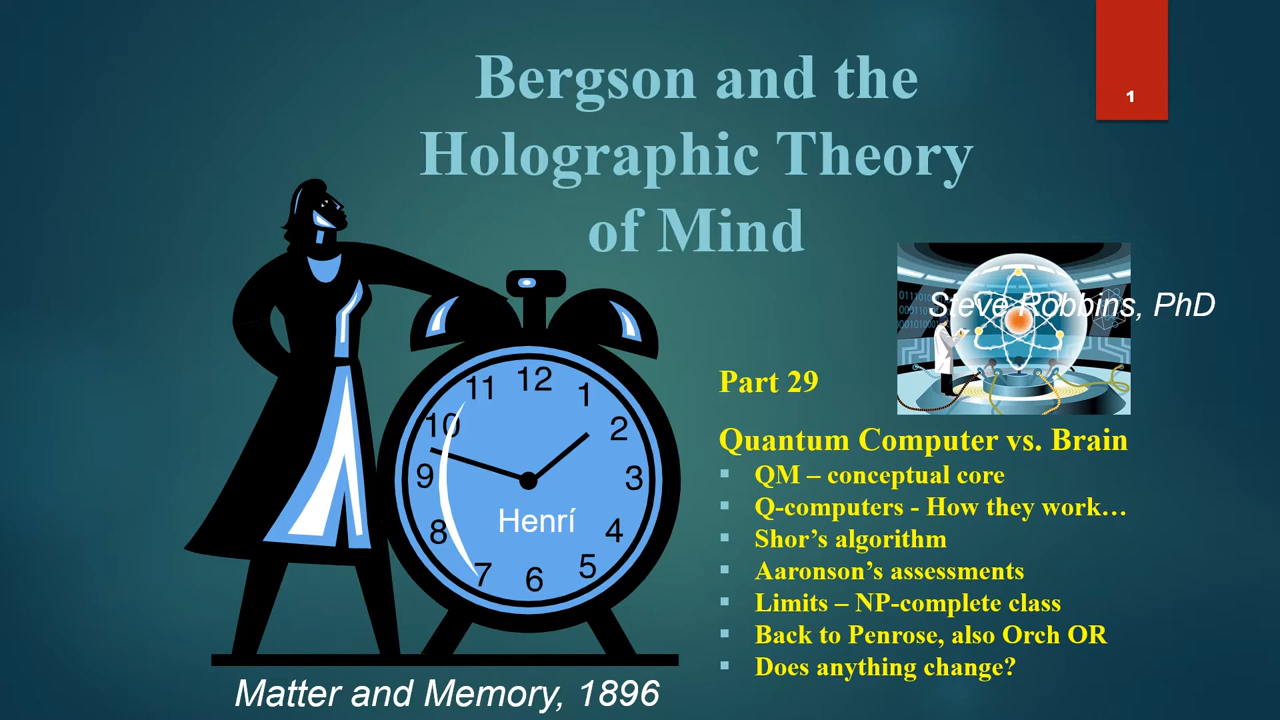 1
Bergson and the
Holographic Theory
of Mind
Steve Robbins, PhD
Part 29
Quantum Computer vs. Brain
QM – conceptual core
Q-computers - How they work…
Shor's algorithm
Aaronson's assessments
Limits – NP-complete class
Back to Penrose, also Orch OR
Does anything change?
12
11
1
10
2
9
3
Henrí
8
4
7
5
6
Matter and Memory, 1896